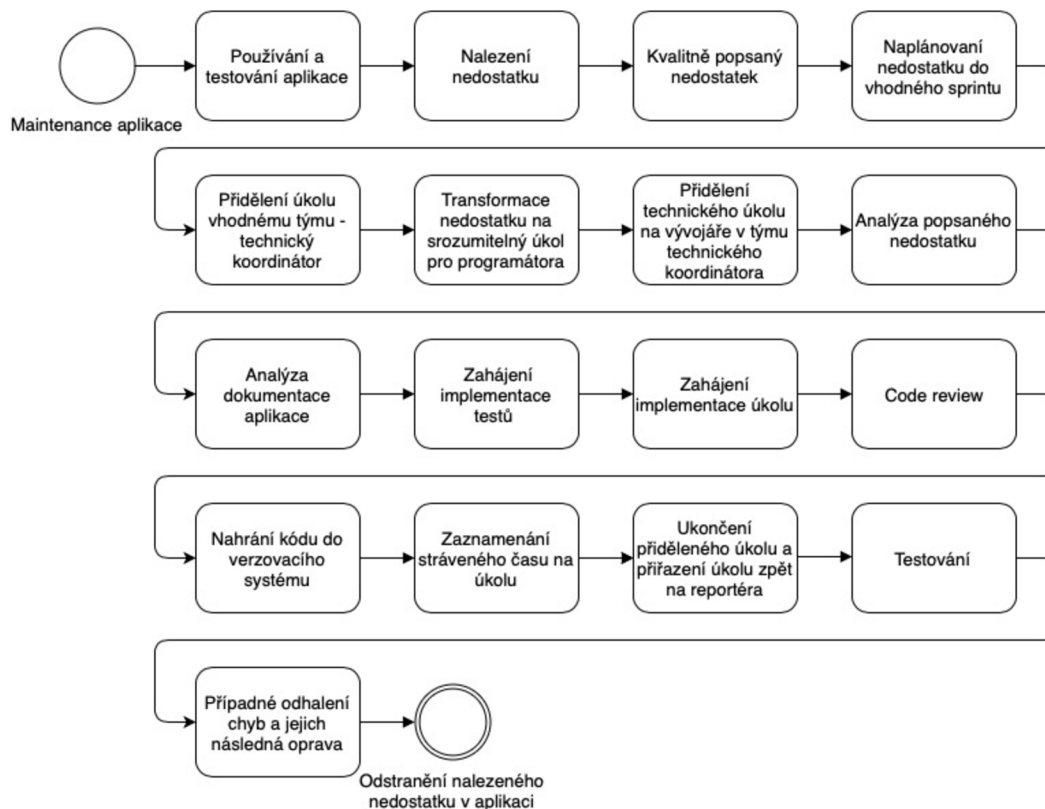 Maintenance aplikace
Používání a
testování aplikace
Nalezení
nedostatku
Kvalitně popsaný
nedostatek
Naplánovaní
nedostatku do
vhodného sprintu
Přidělení úkolu
vhodnému týmu -
technický
koordinátor
Transformace
nedostatku na
srozumitelný úkol
pro programátora
Přidělení
technického úkolu
na vývojáře v týmu
technického
koordinátora
Analýza popsaného
nedostatku
Analýza
dokumentace
aplikace
Zahájení
implementace
testů
Zahájení
implementace úkolu
Code review
Nahrání kódu do
verzovacího
systému
Zaznamenání
stráveného času na
úkolu
Ukončení
přiděleného úkolu a
přiřazení úkolu zpět
na reportéra
Testování
Případné odhalení
chyb a jejich
následná oprava
Odstranění nalezeného
nedostatku v aplikaci